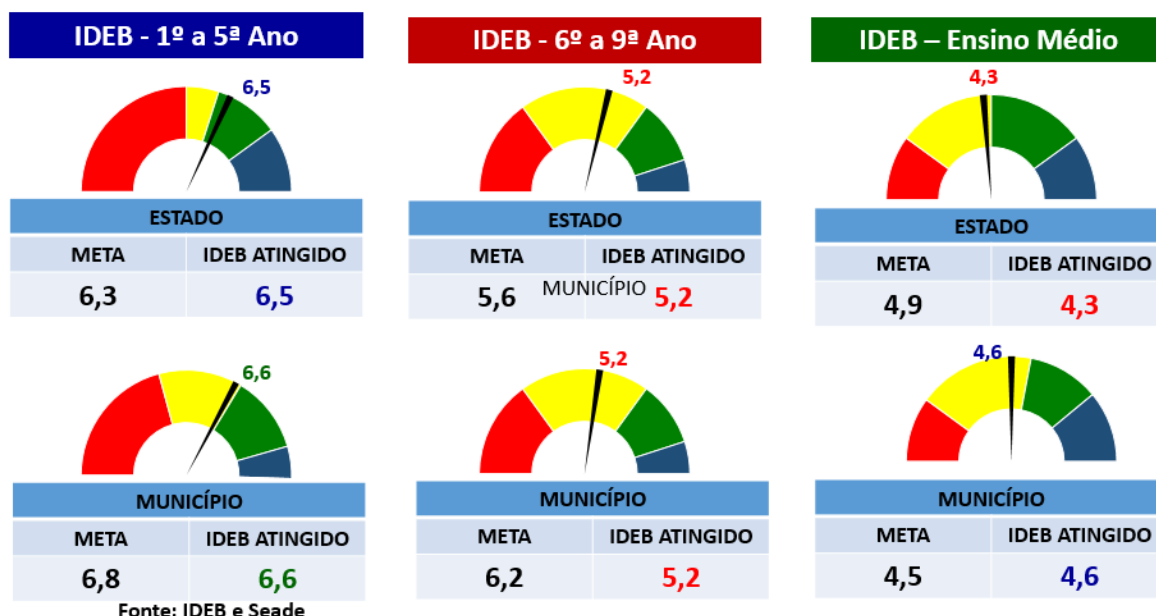 IDEB - 1º a 5ª Ano
6,5
ESTADO
META IDEB ATINGIDO
6,3 6,5
6,6
MUNICÍPIO
META IDEB ATINGIDO
6,8 6,6
Fonte: IDEB e Seade
IDEB - 6º a 9ª Ano
5,2
ESTADO
META IDEB ATINGIDO
5,6 MUNICÍPIO 5,2
5,2
MUNICÍPIO
META IDEB ATINGIDO
6,2 5,2
IDEB – Ensino Médio
4,3
ESTADO
META IDEB ATINGIDO
4,9 4,3
4,6
MUNICÍPIO
META IDEB ATINGIDO
4,5 4,6